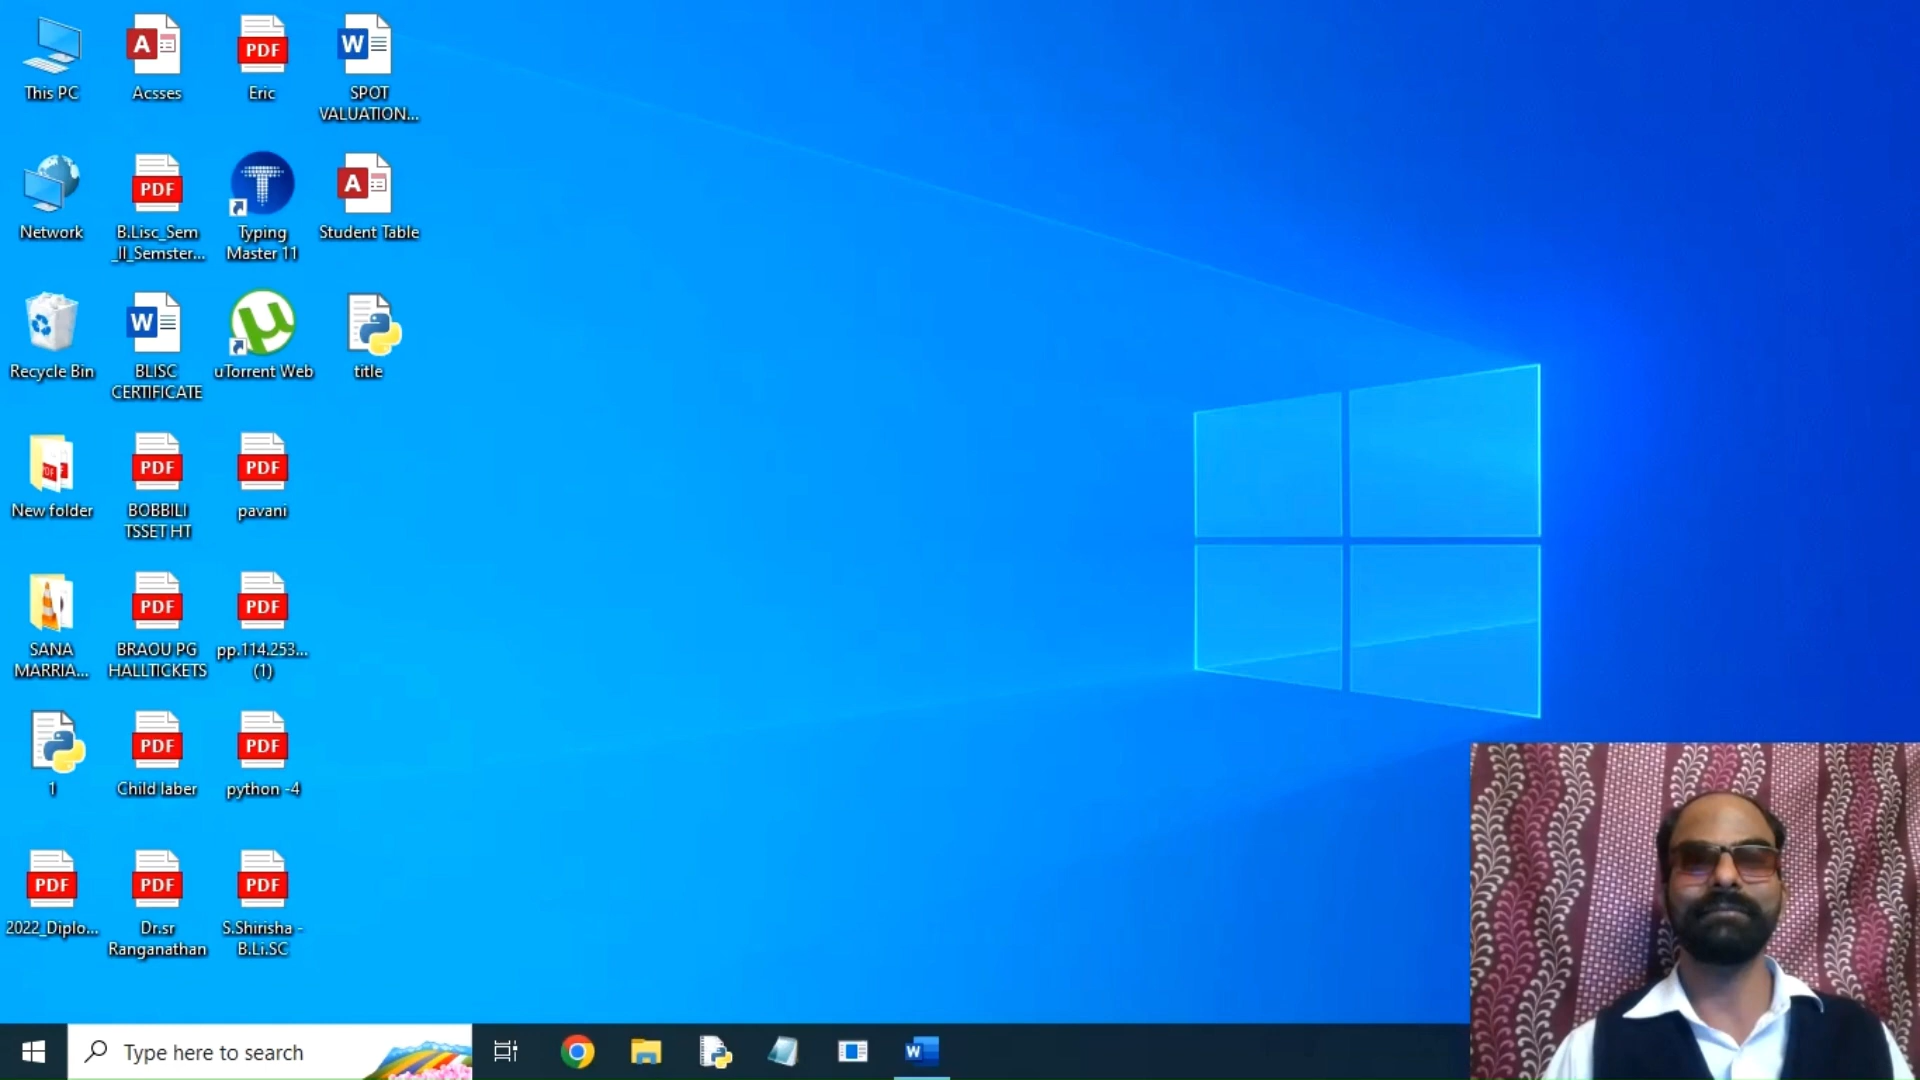 This PC
Acsses
Eric
SPOT
VALUATION...
Network
B.Lisc_Sem
_II_Semster...
Typing
Master 11
Student Table
Recycle Bin
BLISC
CERTIFICATE
uTorrent Web
title
New folder
BOBBILI
TSSET HT
pavani
SANA
MARRIA...
BRAOU PG
HALLTICKETS
pp.114.253...
(1)
1
Child laber
python -4
2022_Diplo...
Dr.sr
Ranganathan
S.Shirisha -
B.Li.SC
Type here to search